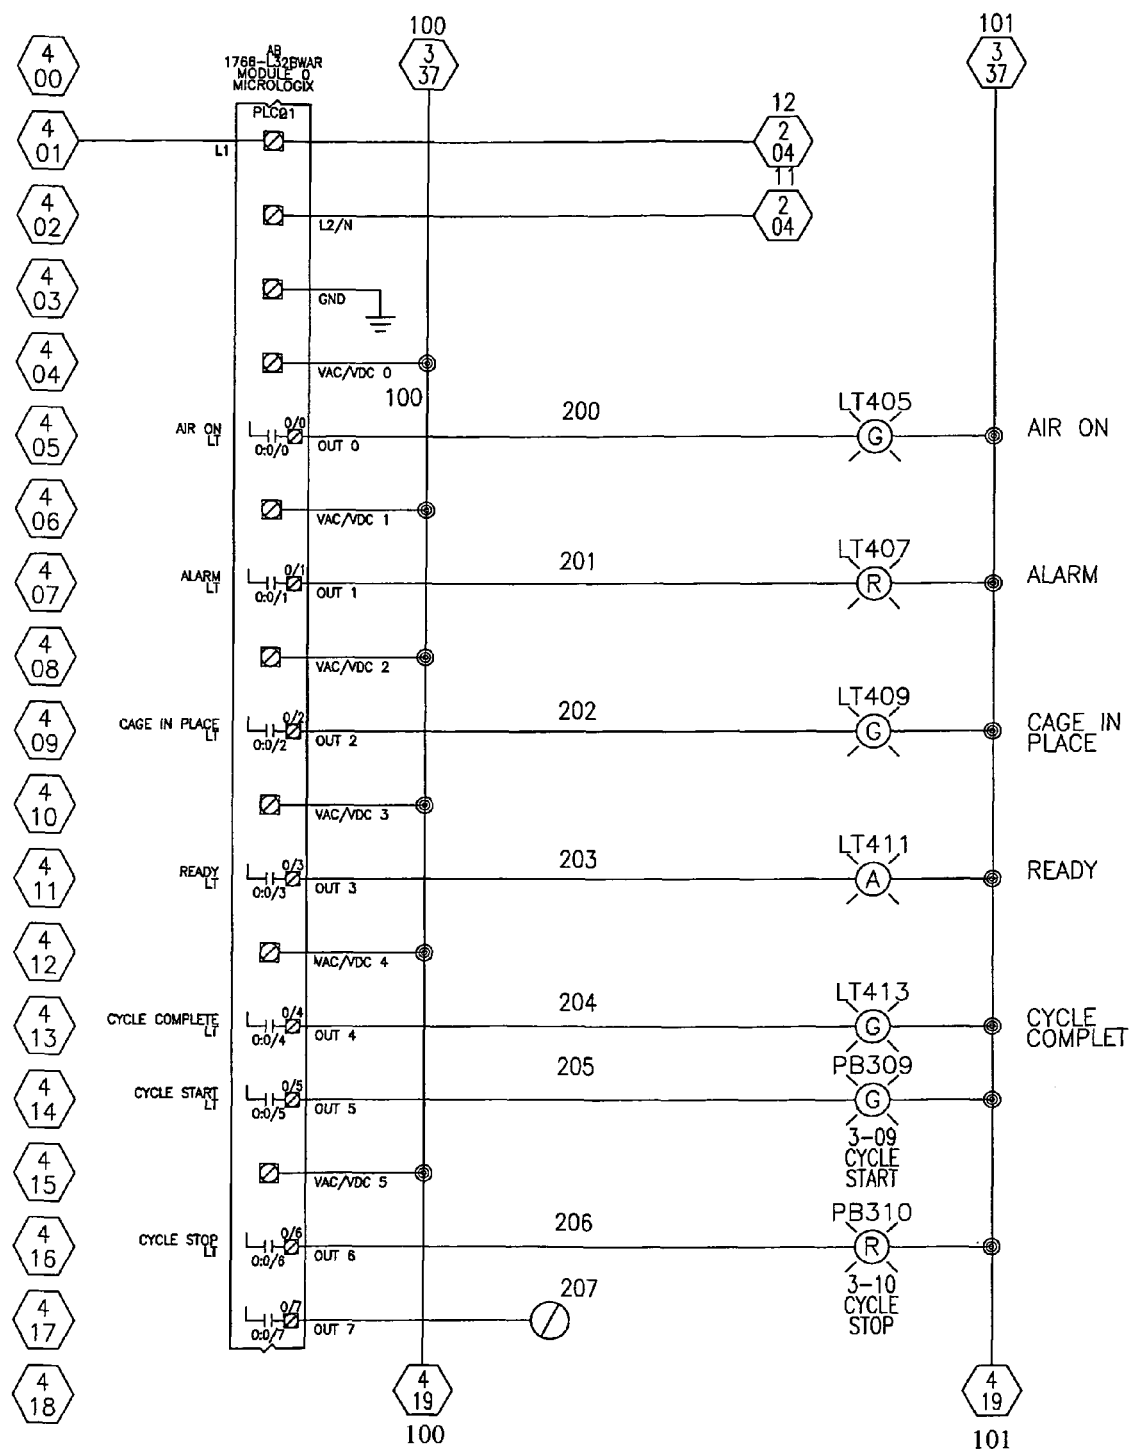 100
101
4
00
AB
1766-L32BWAR
MODULE 0
MICROLOGIX
3
37
3
37
PLC01
12
4
01
L1
2
04
11
4
02
L2/N
2
04
4
03
GND
4
04
VAC/VDC 0
100
200
LT405
4
05
AIR ON
LT
0/0
O:0/0
OUT 0
G
AIR ON
4
06
VAC/VDC 1
201
LT407
4
07
ALARM
LT
0/1
O:0/1
OUT 1
R
ALARM
4
08
VAC/VDC 2
202
LT409
4
09
CAGE IN PLACE
LT
0/2
O:0/2
OUT 2
G
CAGE IN
PLACE
4
10
VAC/VDC 3
203
LT411
4
11
READY
LT
0/3
O:0/3
OUT 3
A
READY
4
12
VAC/VDC 4
204
LT413
4
13
CYCLE COMPLETE
LT
0/4
O:0/4
OUT 4
G
CYCLE
COMPLET
205
PB309
4
14
CYCLE START
LT
0/5
O:0/5
OUT 5
G
3-09
CYCLE
START
4
15
VAC/VDC 5
206
PB310
4
16
CYCLE STOP
LT
0/6
O:0/6
OUT 6
R
3-10
CYCLE
STOP
207
4
17
0/7
O:0/7
OUT 7
4
18
4
19
4
19
100
101